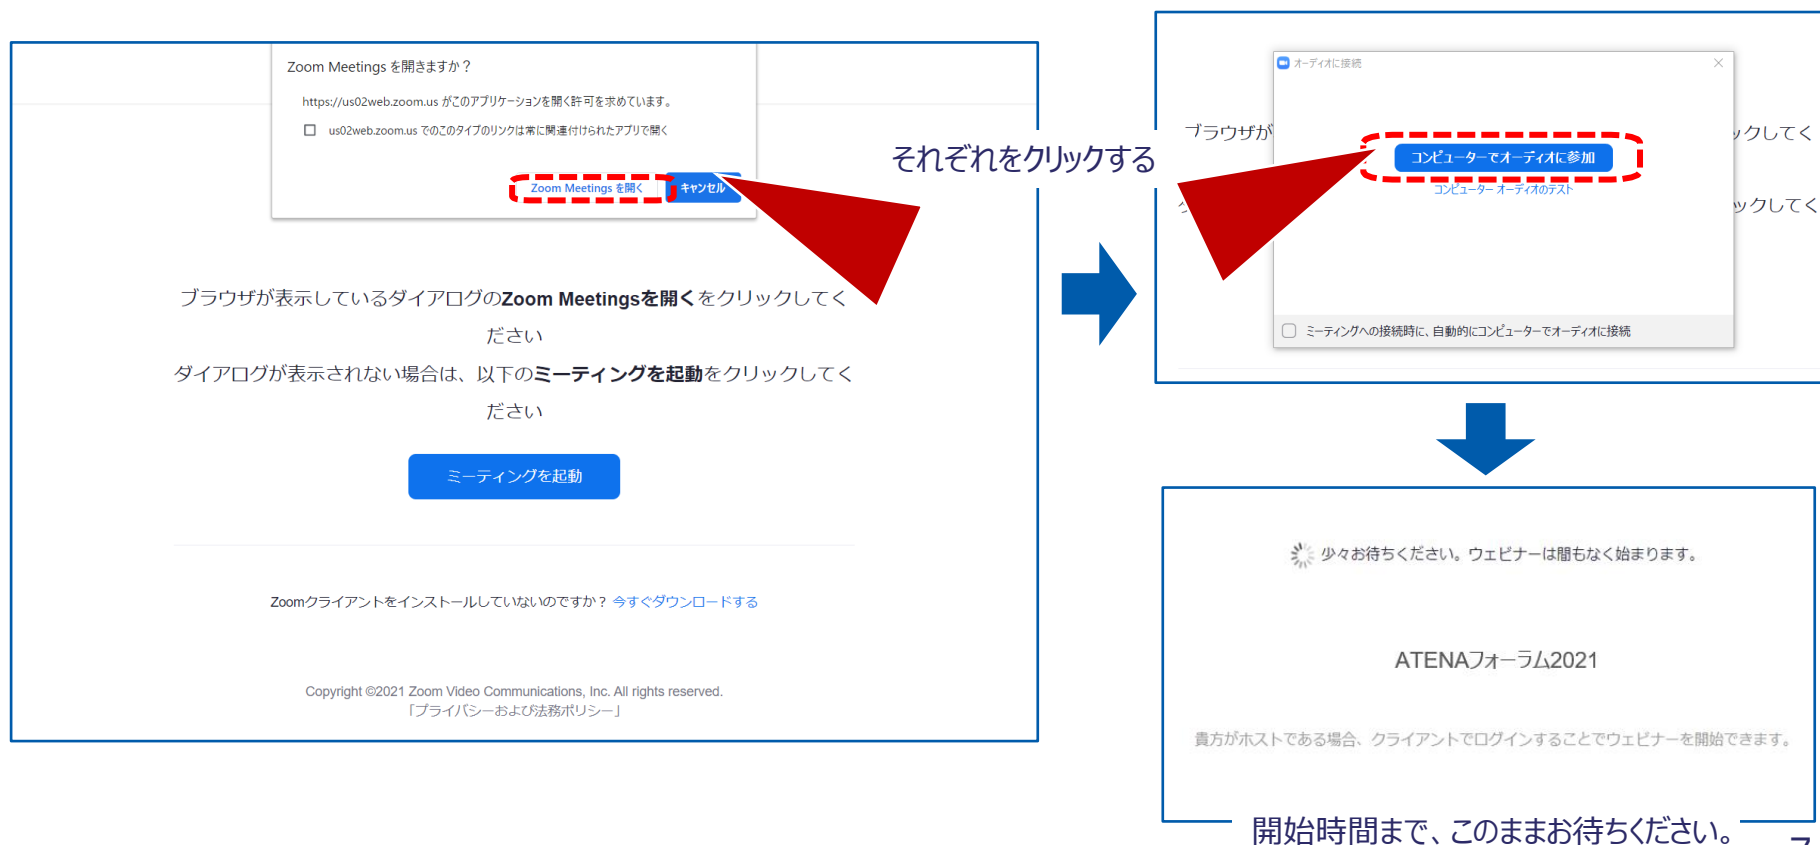 Zoom Meetings を開きますか？
https://us02web.zoom.us がこのアプリケーションを開く許可を求めています。
us02web.zoom.us でのこのタイプのリンクは常に関連付けられたアプリで開く
Zoom Meetings を開く
キャンセル
ブラウザが表示しているダイアログのZoom Meetingsを開くをクリックしてく
ださい
ダイアログが表示されない場合は、以下のミーティングを起動をクリックしてく
ださい
ミーティングを起動
Zoomクライアントをインストールしていないのですか？ 今すぐダウンロードする
Copyright ©2021 Zoom Video Communications, Inc. All rights reserved.
「プライバシーおよび法務ポリシー」
それぞれをクリックする
オーディオに接続
ブラウザが
ックしてく
コンピューターでオーディオに参加
コンピューター オーディオのテスト
ックしてく
ミーティングへの接続時に、自動的にコンピューターでオーディオに接続
少々お待ちください。ウェビナーは間もなく始まります。
ATENAフォーラム2021
貴方がホストである場合、クライアントでログインすることでウェビナーを開始できます。
開始時間まで、このままお待ちください。